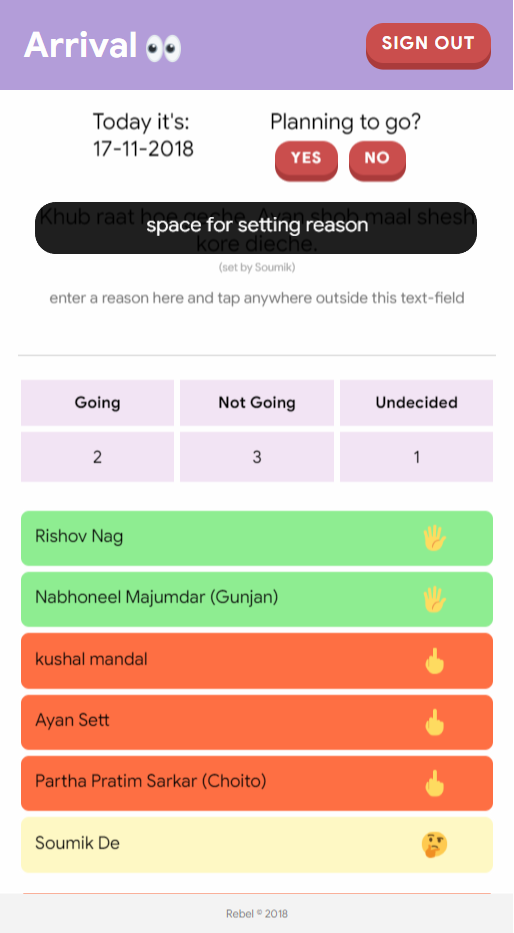 Arrival 👀
SIGN OUT
Today it's:
17-11-2018
Planning to go?
YES NO
Khub raat hoe geche. Ayan shob maal shesh
kore dieche.
space for setting reason
(set by Soumik)
enter a reason here and tap anywhere outside this text-field
Going Not Going Undecided
2 3 1
Rishov Nag 🖐
Nabhoneel Majumdar (Gunjan) 🖐
kushal mandal 🖕
Ayan Sett 🖕
Partha Pratim Sarkar (Choito) 🖕
Soumik De 🤔
Rebel © 2018